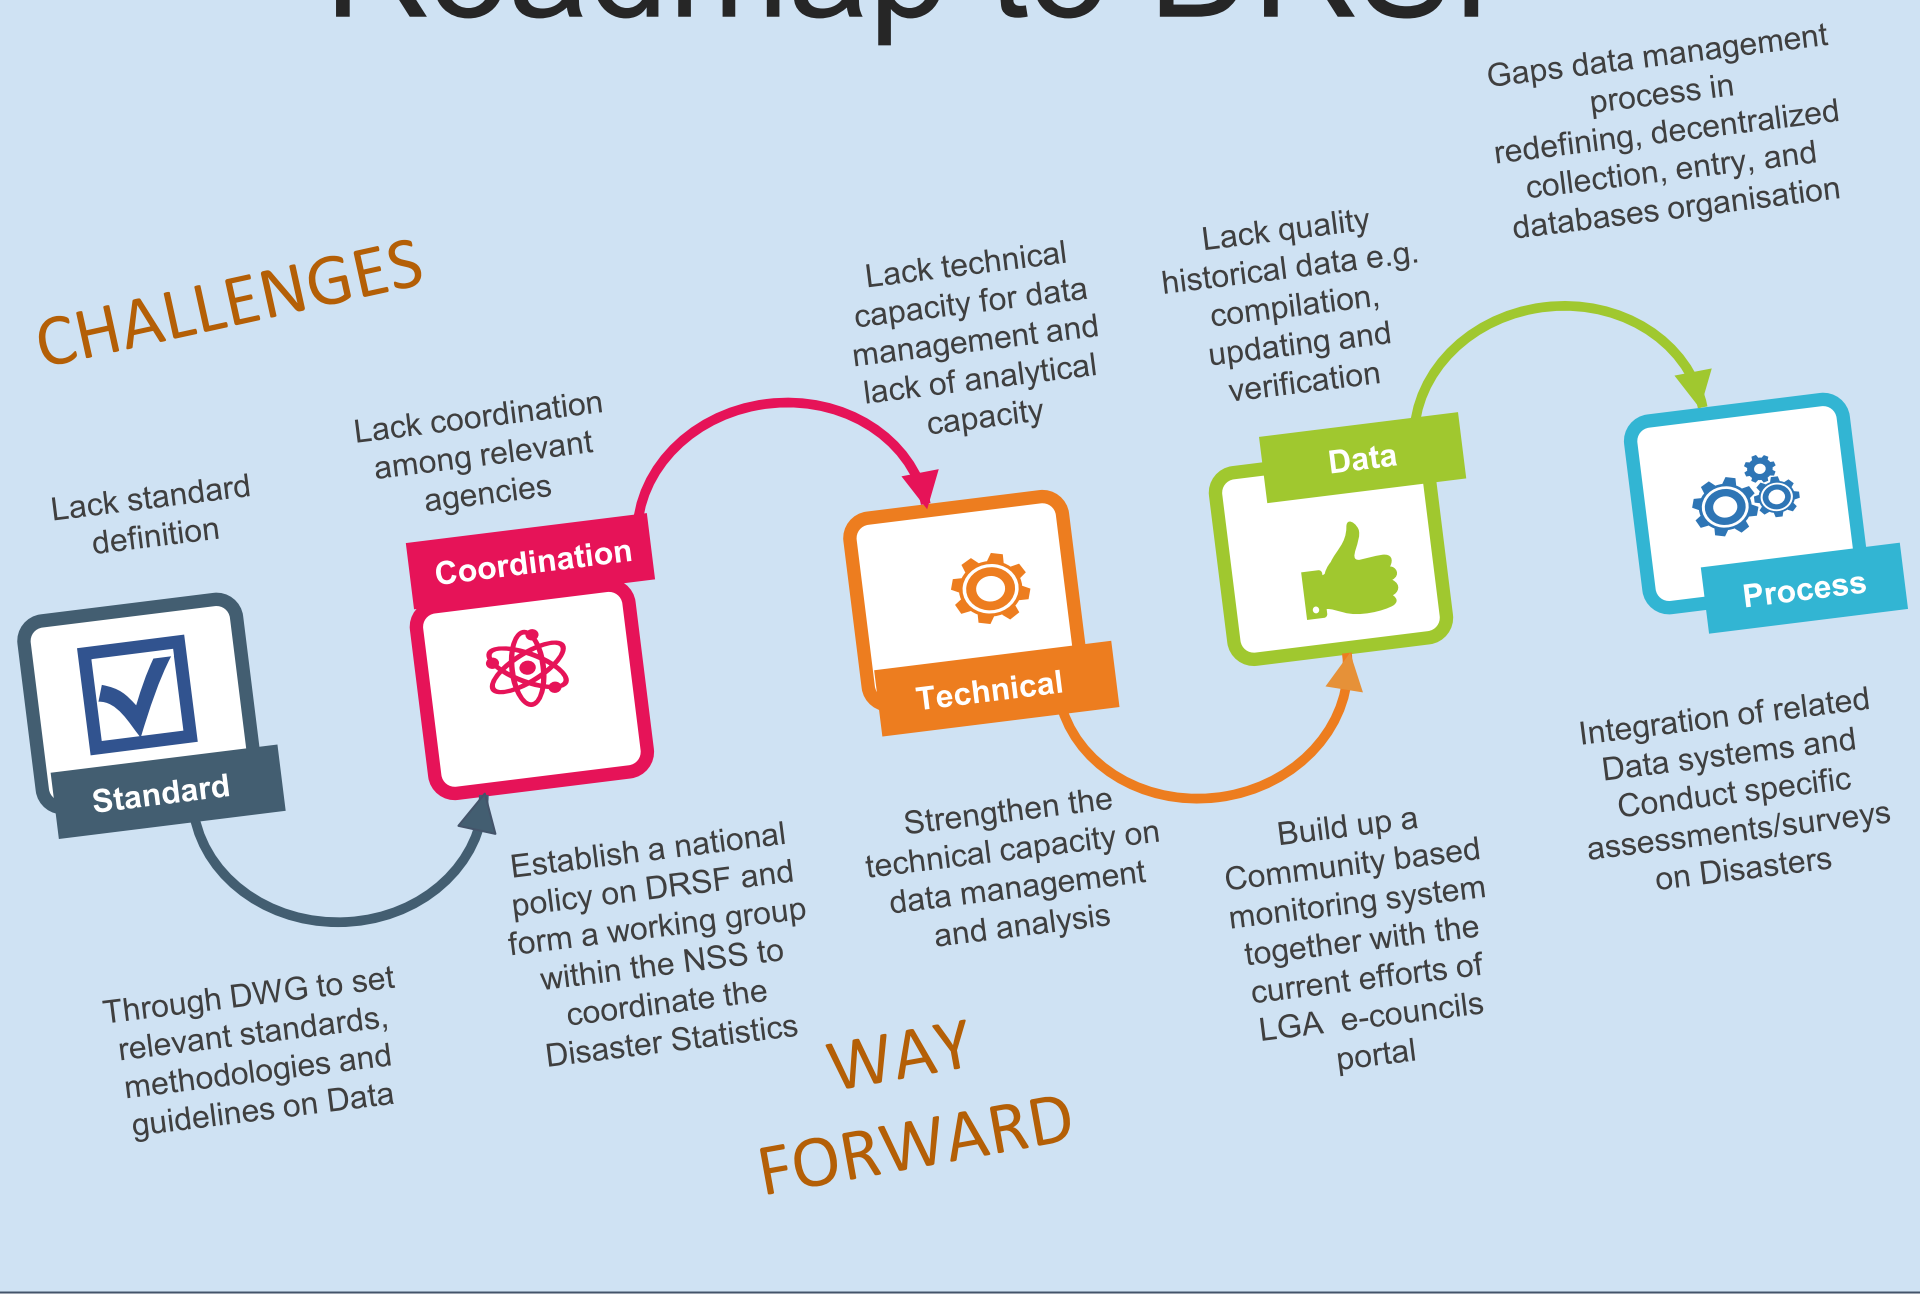 Roadmap to DRSF
CHALLENGES
Lack standard
definition
Lack coordination
among relevant
agencies
Lack technical
capacity for data
management and
lack of analytical
capacity
Lack quality
historical data e.g.
compilation,
updating and
verification
Gaps data management
process in
redefining, decentralized
collection, entry, and
databases organisation
Standard
Coordination
Technical
Data
Process
Through DWG to set
relevant standards,
methodologies and
guidelines on Data
Establish a national
policy on DRSF and
form a working group
within the NSS to
coordinate the
Disaster Statistics
Strengthen the
technical capacity on
data management
and analysis
Build up a
Community based
monitoring system
together with the
current efforts of
LGA e-councils
portal
Integration of related
Data systems and
Conduct specific
assessments/surveys
on Disasters
WAY
FORWARD